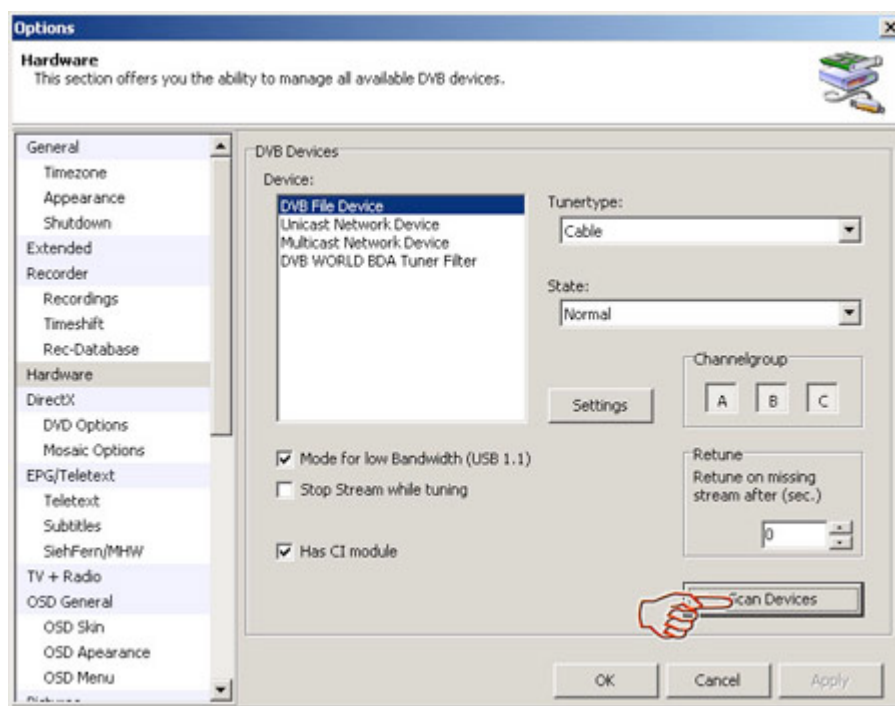 Options
Hardware
This section offers you the ability to manage all available DVB devices.
General
Timezone
Appearance
Shutdown
Extended
Recorder
Recordings
Timeshift
Rec-Database
Hardware
DirectX
DVD Options
Mosaic Options
EPG/Teletext
Teletext
Subtitles
SiehFern/MHW
TV + Radio
OSD General
OSD Skin
OSD Apearance
OSD Menu
DVB Devices
Device:
DVB File Device
Unicast Network Device
Multicast Network Device
DVB WORLD BDA Tuner Filter
Tunertype:
Cable
State:
Normal
Settings
Channelgroup
A B C
Mode for low Bandwidth (USB 1.1)
Stop Stream while tuning
Has CI module
Retune
Retune on missing
stream after (sec.)
0
Scan Devices
OK Cancel Apply